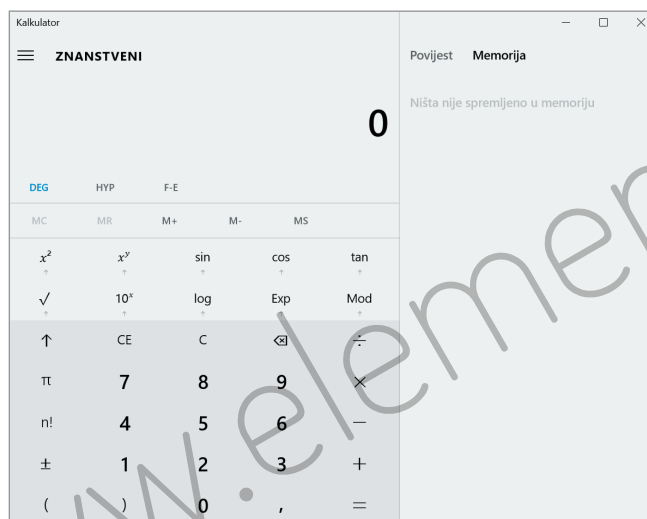 Kalkulator
ZNANSTVENI
Povijest Memorija
Ništa nije spremljeno u memoriju
0
DEG HYP F-E
MC MR M+ M- MS
x² xʸ sin cos tan
√ 10ˣ log Exp Mod
↑ CE C ⌫ ÷
π 7 8 9 ×
n! 4 5 6 −
± 1 2 3 +
( ) 0 , =
w.elemen